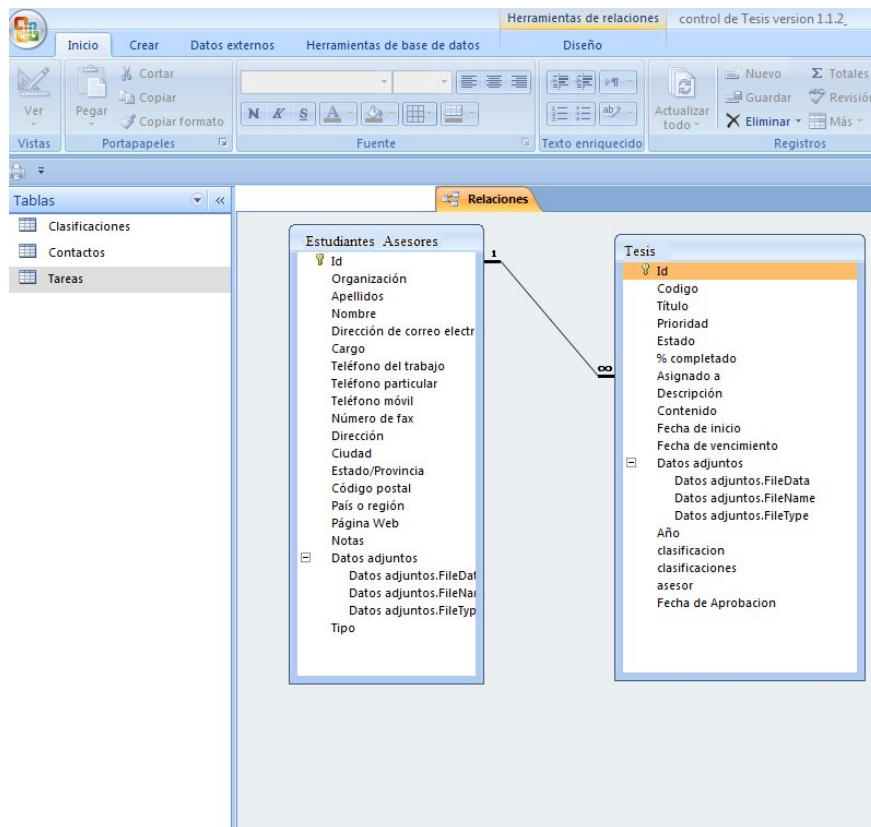 Herramientas de relaciones control de Tesis version 1.1.2_
Inicio Crear Datos externos Herramientas de base de datos Diseño
Ver
Pegar
Cortar
Copiar
Copiar formato
N K S A
ab
Actualizar todo
Nuevo
Guardar
Eliminar
Σ Totales
Revisión
Más
Vistas Portapapeles Fuente Texto enriquecido Registros
Tablas «
Clasificaciones
Contactos
Tareas
Relaciones
Estudiantes Asesores
Id
Organización
Apellidos
Nombre
Dirección de correo electr
Cargo
Teléfono del trabajo
Teléfono particular
Teléfono móvil
Número de fax
Dirección
Ciudad
Estado/Provincia
Código postal
País o región
Página Web
Notas
Datos adjuntos
Datos adjuntos.FileDat
Datos adjuntos.FileNa
Datos adjuntos.FileTyp
Tipo
1
∞
Tesis
Id
Codigo
Título
Prioridad
Estado
% completado
Asignado a
Descripción
Contenido
Fecha de inicio
Fecha de vencimiento
Datos adjuntos
Datos adjuntos.FileData
Datos adjuntos.FileName
Datos adjuntos.FileType
Año
clasificacion
clasificaciones
asesor
Fecha de Aprobacion